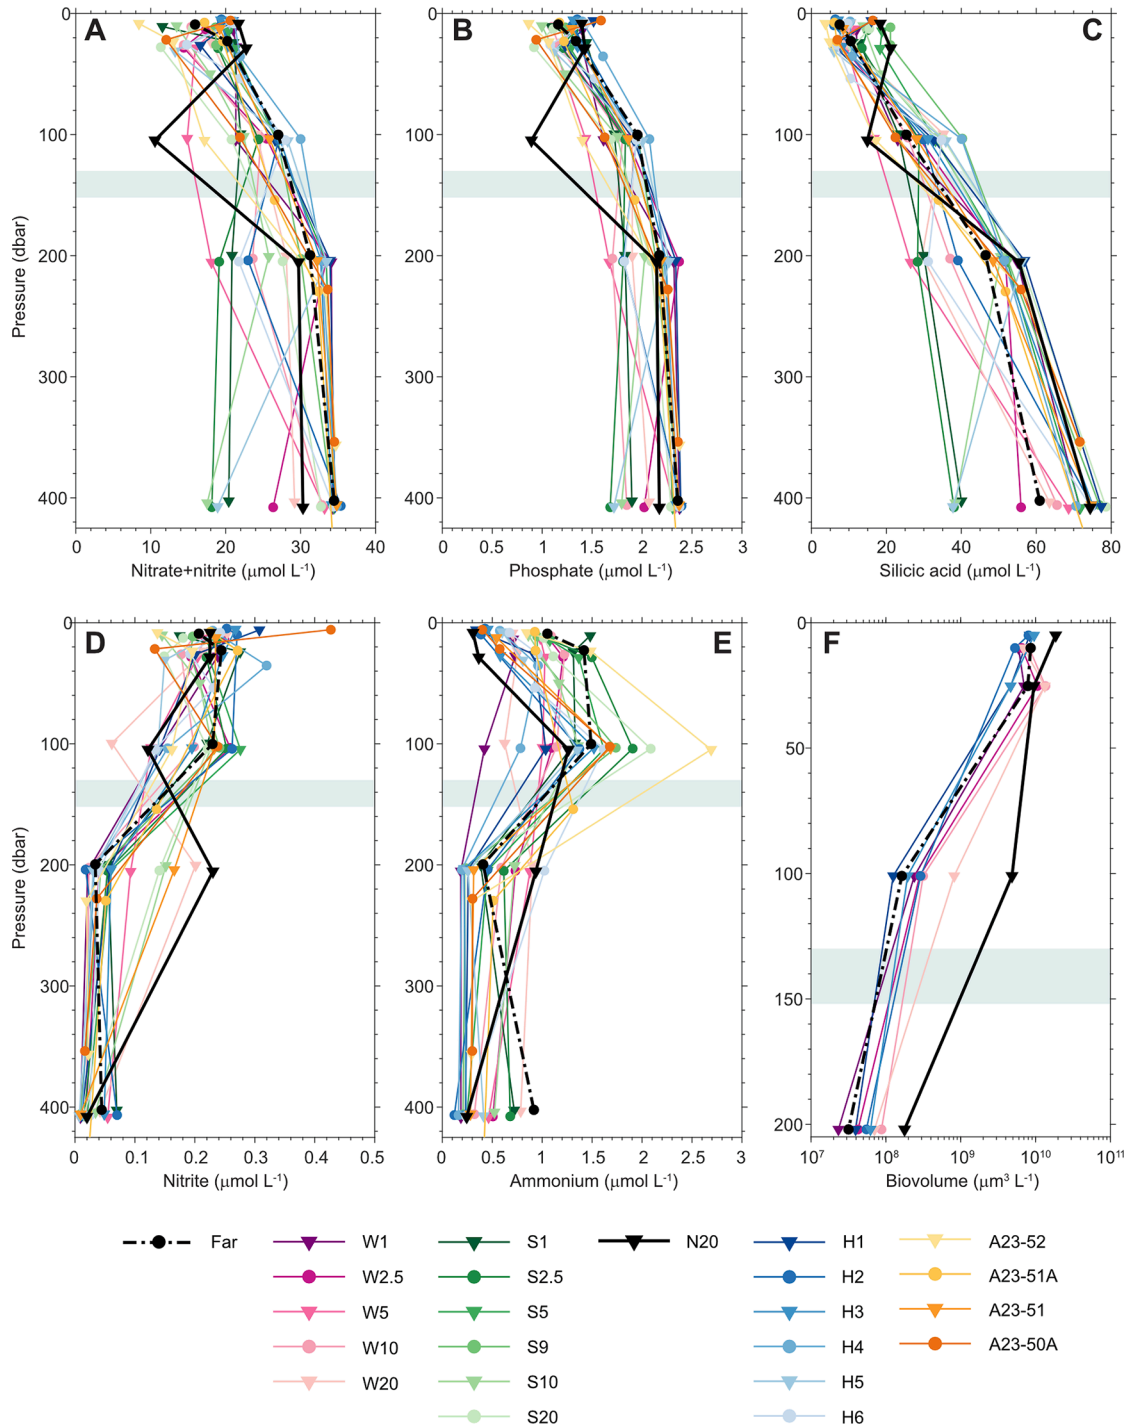 A
B
C
0
100
200
300
400
Pressure (dbar)
0 10 20 30 40
Nitrate+nitrite (μmol L⁻¹)
0
100
200
300
400
0 0.5 1 1.5 2 2.5 3
Phosphate (μmol L⁻¹)
0
100
200
300
400
500
0 20 40 60 80
Silicic acid (μmol L⁻¹)
D
E
F
0
100
200
300
400
Pressure (dbar)
0 0.1 0.2 0.3 0.4 0.5
Nitrite (μmol L⁻¹)
0
100
200
300
400
0 0.5 1 1.5 2 2.5 3
Ammonium (μmol L⁻¹)
0
50
100
150
200
10⁷ 10⁸ 10⁹ 10¹⁰ 10¹¹
Biovolume (μm³ L⁻¹)
Far
W1
W2.5
W5
W10
W20
S1
S2.5
S5
S9
S10
S20
N20
H1
H2
H3
H4
H5
H6
A23-52
A23-51A
A23-51
A23-50A